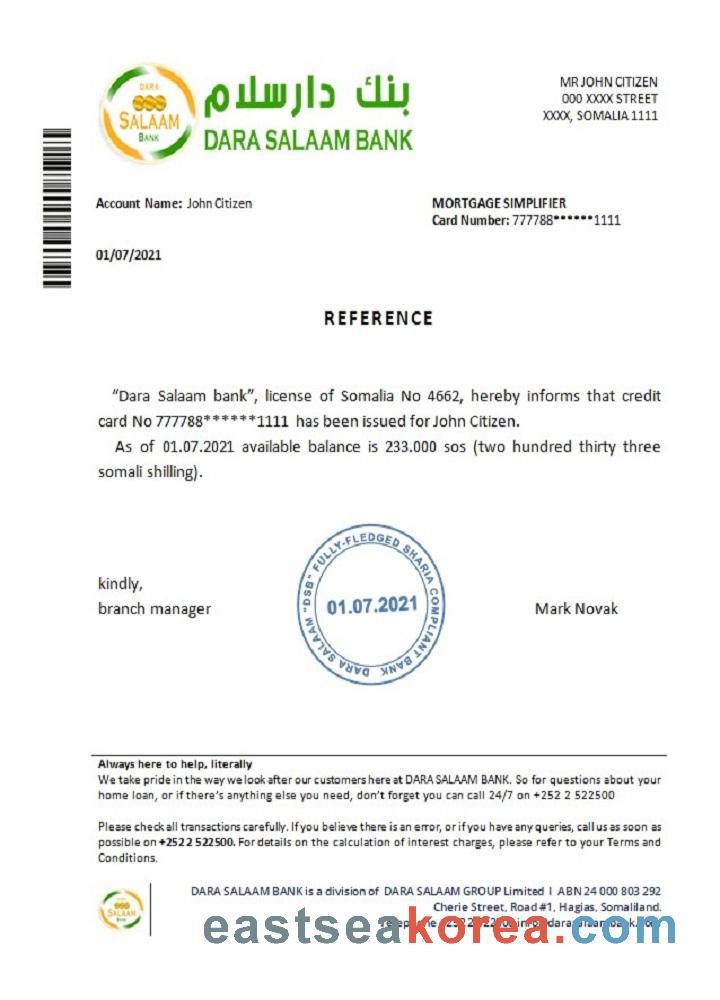 DARA
SALAAM
BANK
بنك دارسلام
DARA SALAAM BANK
MR JOHN CITIZEN
000 XXXX STREET
XXXX, SOMALIA 1111
Account Name: John Citizen
MORTGAGE SIMPLIFIER
Card Number: 777788******1111
01/07/2021
REFERENCE
“Dara Salaam bank”, license of Somalia No 4662, hereby informs that credit
card No 777788******1111 has been issued for John Citizen.
As of 01.07.2021 available balance is 233.000 sos (two hundred thirty three
somali shilling).
kindly,
branch manager
DARA SALAAM "DSB" FULLY-FLEDGED SKARIA COMPLIANT BANK
01.07.2021
Mark Novak
Always here to help, literally
We take pride in the way we look after our customers here at DARA SALAAM BANK. So for questions about your
home loan, or if there’s anything else you need, don’t forget you can call 24/7 on +252 2 522500
Please check all transactions carefully. If you believe there is an error, or if you have any queries, call us as soon as
possible on +252 2 522500. For details on the calculation of interest charges, please refer to your Terms and
Conditions.
DARA
SALAAM
BANK
DARA SALAAM BANK is a division of DARA SALAAM GROUP Limited I ABN 24 000 803 292
Cherie Street, Road #1, Hagias, Somaliland.
eastseakorea.com